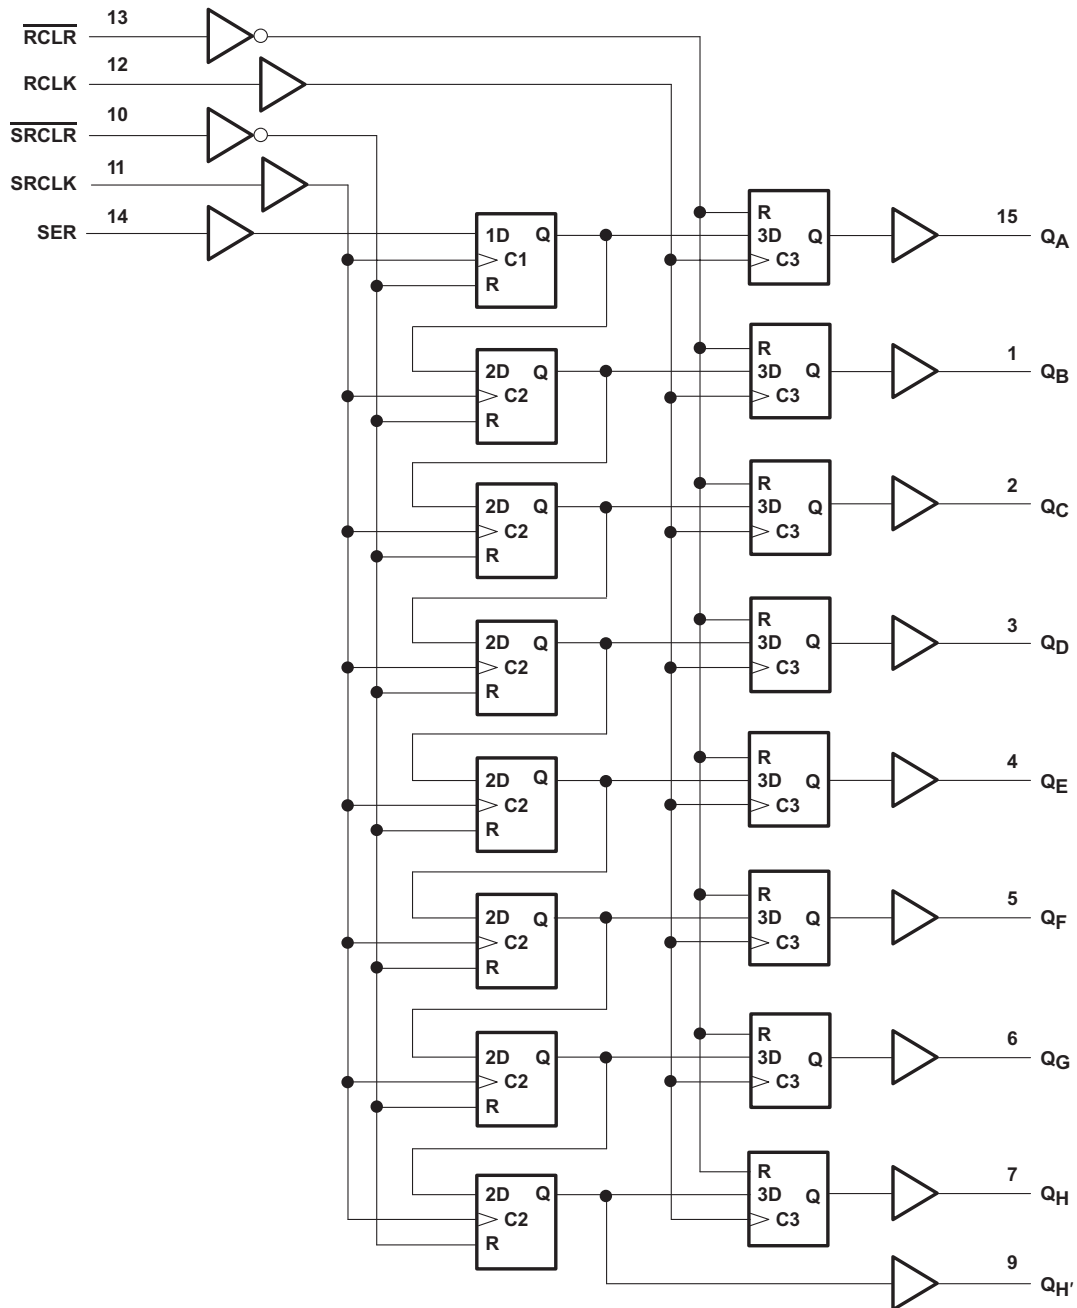 RCLR 13
RCLK 12
SRCLR 10
SRCLK 11
SER 14
1D Q
C1
R
R
3D Q
C3
15 QA
2D Q
C2
R
R
3D Q
C3
1 QB
2D Q
C2
R
R
3D Q
C3
2 QC
2D Q
C2
R
R
3D Q
C3
3 QD
2D Q
C2
R
R
3D Q
C3
4 QE
2D Q
C2
R
R
3D Q
C3
5 QF
2D Q
C2
R
R
3D Q
C3
6 QG
2D Q
C2
R
R
3D Q
C3
7 QH
9 QH′